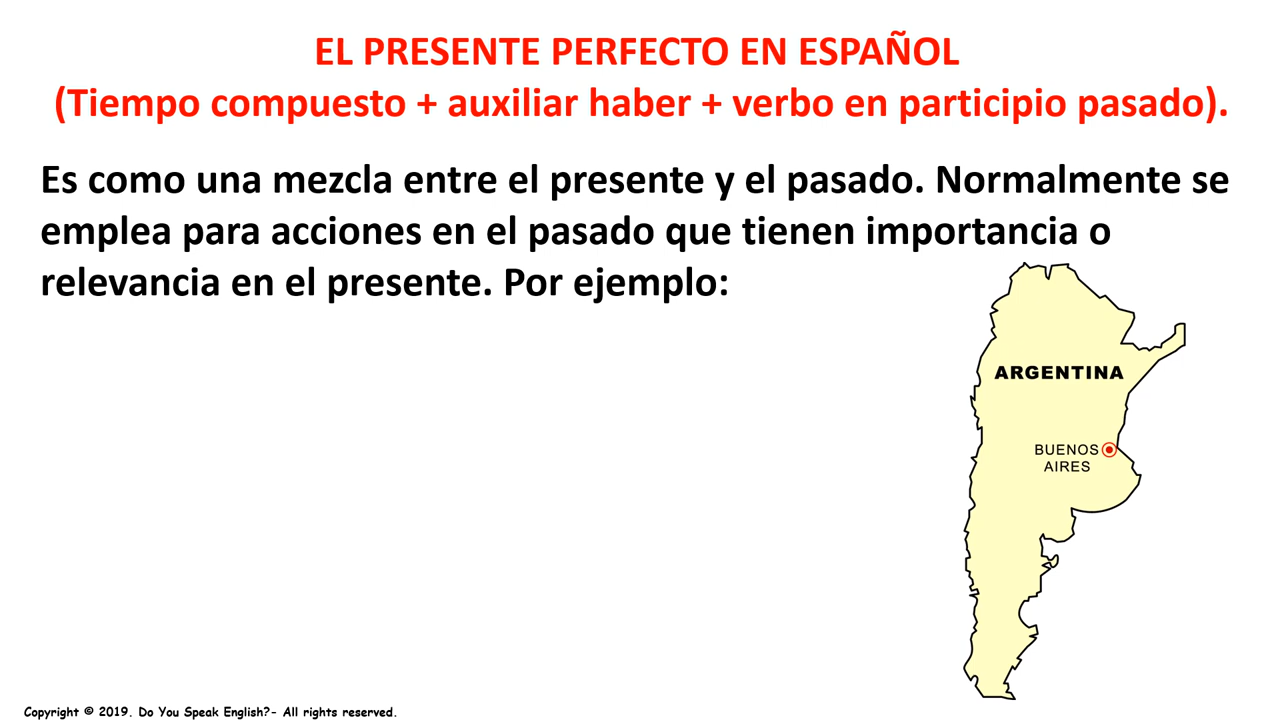 EL PRESENTE PERFECTO EN ESPAÑOL
(Tiempo compuesto + auxiliar haber + verbo en participio pasado).
Es como una mezcla entre el presente y el pasado. Normalmente se
emplea para acciones en el pasado que tienen importancia o
relevancia en el presente. Por ejemplo:
ARGENTINA
BUENOS
AIRES
Copyright © 2019. Do You Speak English?- All rights reserved.